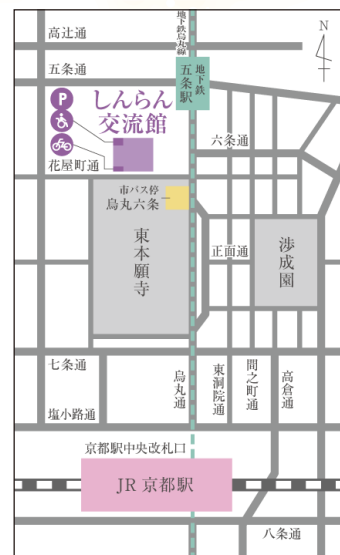 高辻通
地下鉄烏丸線
N
五条通
地下鉄
五条駅
P
しんらん
交流館
六条通
花屋町通
市バス停
烏丸六条
東本願寺
正面通
渉成園
七条通
烏丸通
東洞院通
間之町通
高倉通
塩小路通
京都駅中央改札口
JR 京都駅
八条通